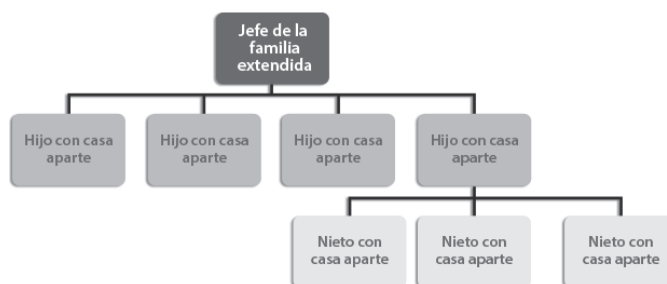 Jefe de la
familia
extendida
Hijo con casa
aparte
Hijo con casa
aparte
Hijo con casa
aparte
Hijo con casa
aparte
Nieto con
casa aparte
Nieto con
casa aparte
Nieto con
casa aparte